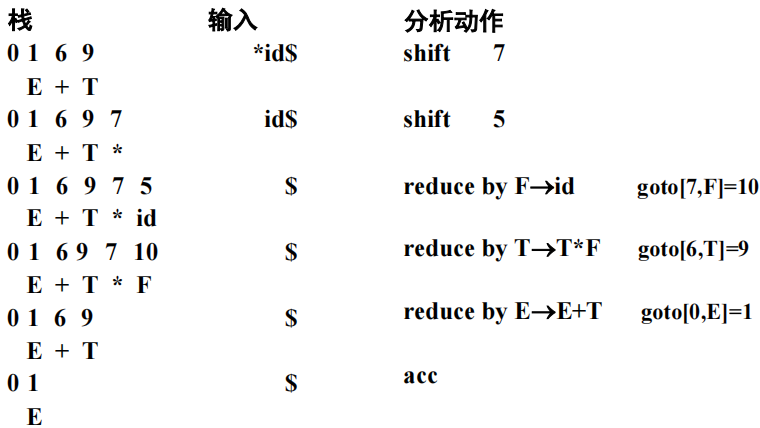 栈 输入 分析动作
0 1 6 9 *id$ shift 7
E + T
0 1 6 9 7 id$ shift 5
E + T *
0 1 6 9 7 5 $ reduce by F→id goto[7,F]=10
E + T * id
0 1 6 9 7 10 $ reduce by T→T*F goto[6,T]=9
E + T * F
0 1 6 9 $ reduce by E→E+T goto[0,E]=1
E + T
0 1 $ acc
E